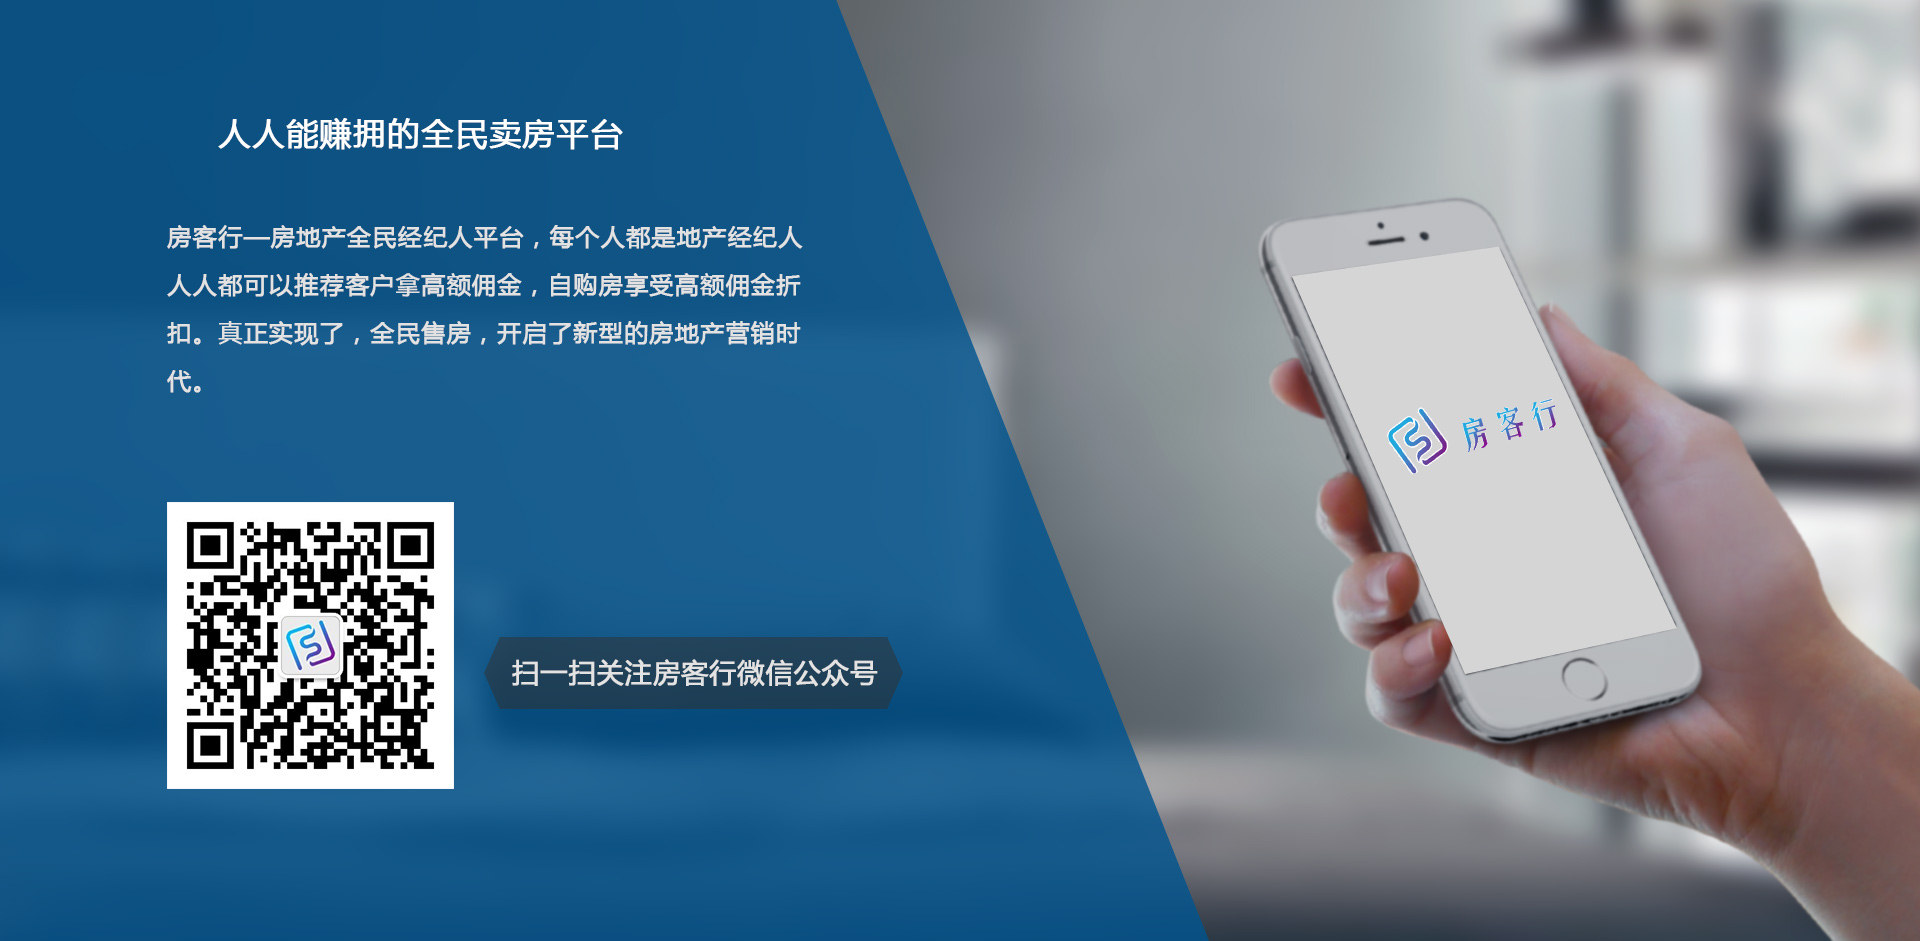 人人能赚拥的全民卖房平台
房客行—房地产全民经纪人平台，每个人都是地产经纪人
人人都可以推荐客户拿高额佣金，自购房享受高额佣金折
扣。真正实现了，全民售房，开启了新型的房地产营销时
代。
房客行
扫一扫关注房客行微信公众号